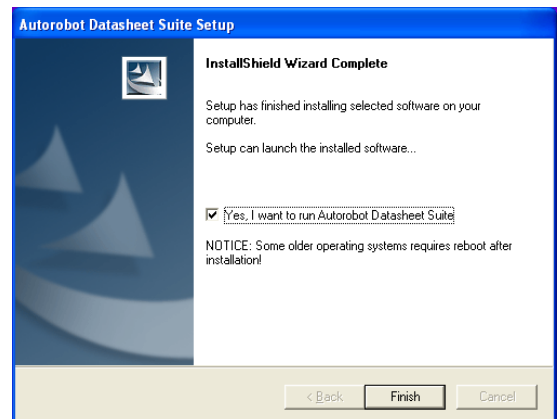 Autorobot Datasheet Suite Setup
InstallShield Wizard Complete
Setup has finished installing selected software on your
computer.
Setup can launch the installed software...
Yes, I want to run Autorobot Datasheet Suite
NOTICE: Some older operating systems requires reboot after
installation!
< Back Finish Cancel